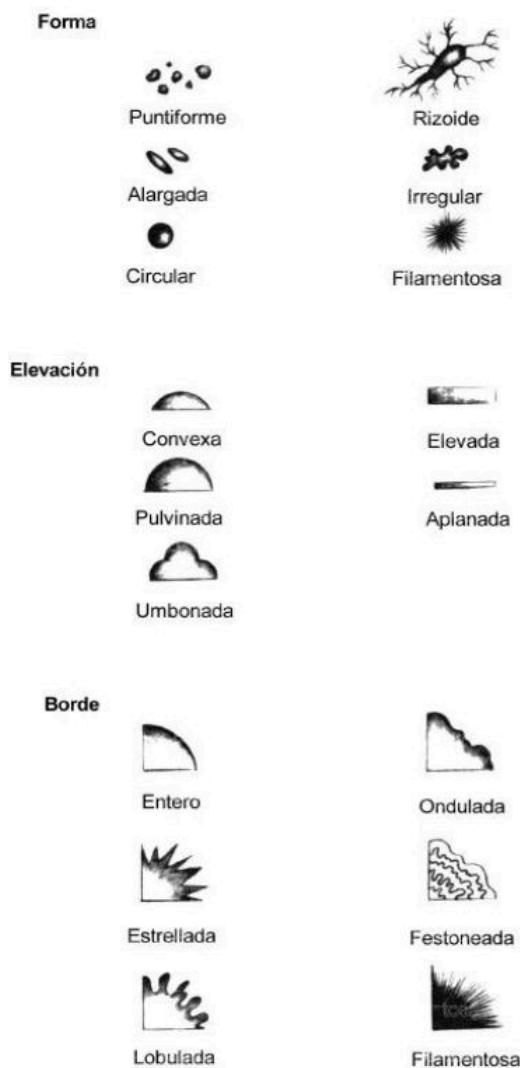 Forma
Puntiforme
Rizoide
Alargada
Irregular
Circular
Filamentosa
Elevación
Convexa
Elevada
Pulvinada
Aplanada
Umbonada
Borde
Entero
Ondulada
Estrellada
Festoneada
Lobulada
Filamentosa